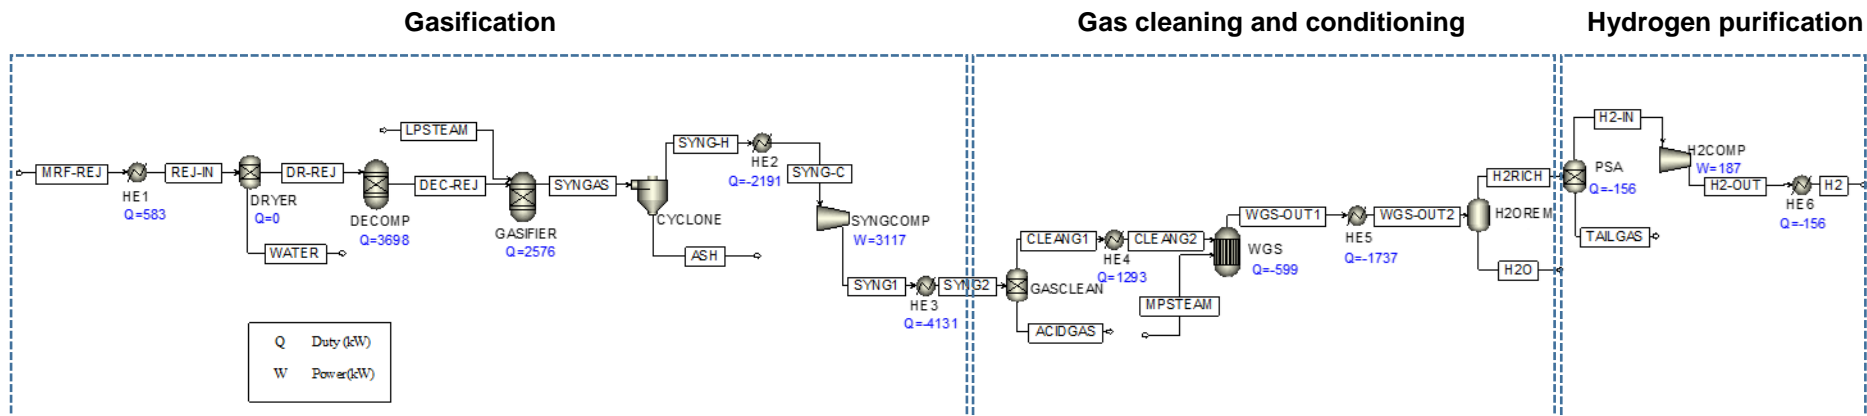 Gasification
Gas cleaning and conditioning
Hydrogen purification
MRF-REJ
HE1
Q=583
REJ-IN
DRYER
Q=0
WATER
DR-REJ
DECOMP
Q=3698
LPSTEAM
DEC-REJ
GASIFIER
Q=2576
SYNGAS
CYCLONE
ASH
SYNG-H
HE2
Q=-2191
SYNG-C
SYNGCOMP
W=3117
SYNG1
HE3
Q=-4131
SYNG2
GASCLEAN
ACIDGAS
CLEANG1
HE4
Q=1293
CLEANG2
MPSTEAM
WGS
Q=-599
WGS-OUT1
HE5
Q=-1737
WGS-OUT2
H2OREM
H2O
H2RICH
PSA
Q=-156
TAILGAS
H2-IN
H2COMP
W=187
H2-OUT
HE6
Q=-156
H2
Q Duty (kW)
W Power(kW)